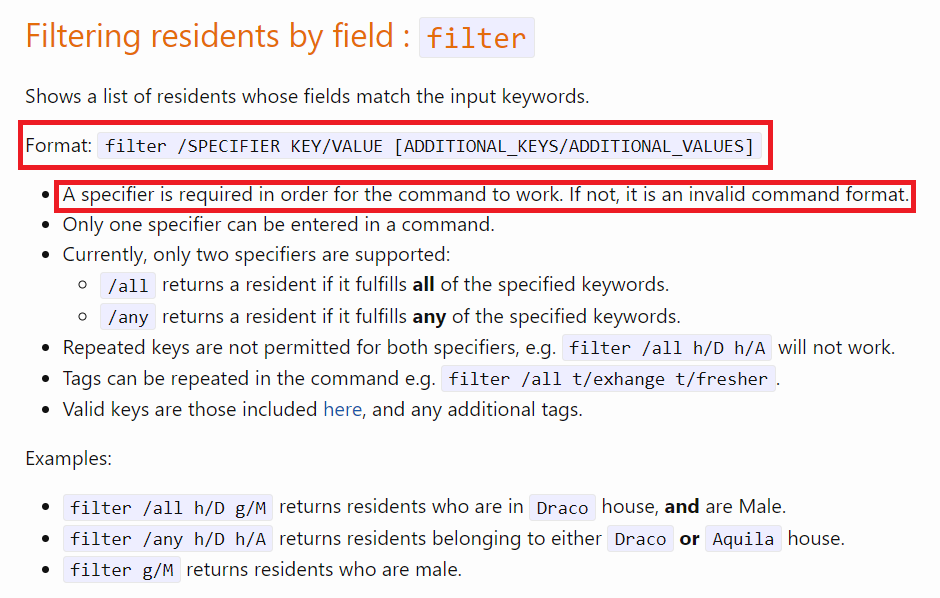 Filtering residents by field : filter
Shows a list of residents whose fields match the input keywords.
Format: filter /SPECIFIER KEY/VALUE [ADDITIONAL_KEYS/ADDITIONAL_VALUES]
• A specifier is required in order for the command to work. If not, it is an invalid command format.
• Only one specifier can be entered in a command.
• Currently, only two specifiers are supported:
◦ /all returns a resident if it fulfills all of the specified keywords.
◦ /any returns a resident if it fulfills any of the specified keywords.
• Repeated keys are not permitted for both specifiers, e.g. filter /all h/D h/A will not work.
• Tags can be repeated in the command e.g. filter /all t/exhange t/fresher.
• Valid keys are those included here, and any additional tags.
Examples:
• filter /all h/D g/M returns residents who are in Draco house, and are Male.
• filter /any h/D h/A returns residents belonging to either Draco or Aquila house.
• filter g/M returns residents who are male.